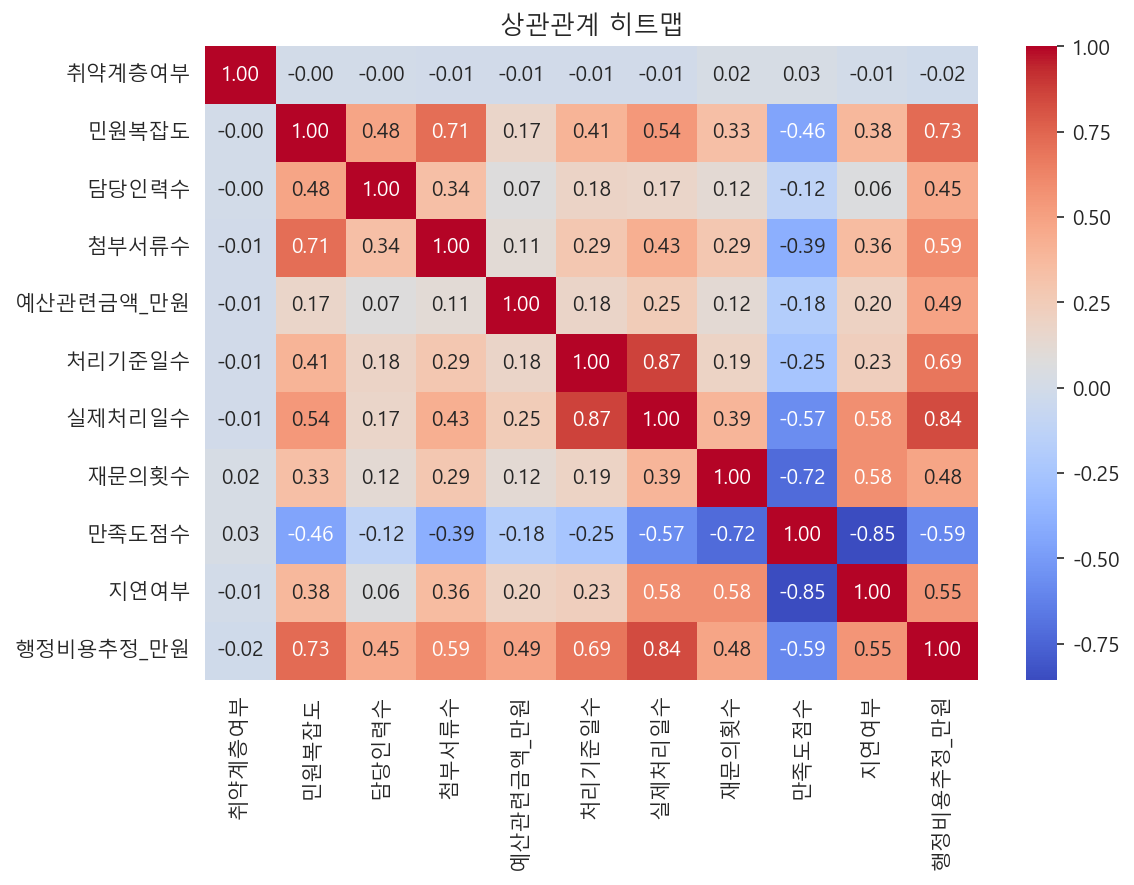 상관관계 히트맵
취약계층여부 1.00 -0.00 -0.00 -0.01 -0.01 -0.01 -0.01 0.02 0.03 -0.01 -0.02
민원복잡도 -0.00 1.00 0.48 0.71 0.17 0.41 0.54 0.33 -0.46 0.38 0.73
담당인력수 -0.00 0.48 1.00 0.34 0.07 0.18 0.17 0.12 -0.12 0.06 0.45
첨부서류수 -0.01 0.71 0.34 1.00 0.11 0.29 0.43 0.29 -0.39 0.36 0.59
예산관련금액_만원 -0.01 0.17 0.07 0.11 1.00 0.18 0.25 0.12 -0.18 0.20 0.49
처리기준일수 -0.01 0.41 0.18 0.29 0.18 1.00 0.87 0.19 -0.25 0.23 0.69
실제처리일수 -0.01 0.54 0.17 0.43 0.25 0.87 1.00 0.39 -0.57 0.58 0.84
재문의횟수 0.02 0.33 0.12 0.29 0.12 0.19 0.39 1.00 -0.72 0.58 0.48
만족도점수 0.03 -0.46 -0.12 -0.39 -0.18 -0.25 -0.57 -0.72 1.00 -0.85 -0.59
지연여부 -0.01 0.38 0.06 0.36 0.20 0.23 0.58 0.58 -0.85 1.00 0.55
행정비용추정_만원 -0.02 0.73 0.45 0.59 0.49 0.69 0.84 0.48 -0.59 0.55 1.00
취약계층여부
민원복잡도
담당인력수
첨부서류수
예산관련금액_만원
처리기준일수
실제처리일수
재문의횟수
만족도점수
지연여부
행정비용추정_만원
1.00
0.75
0.50
0.25
0.00
-0.25
-0.50
-0.75